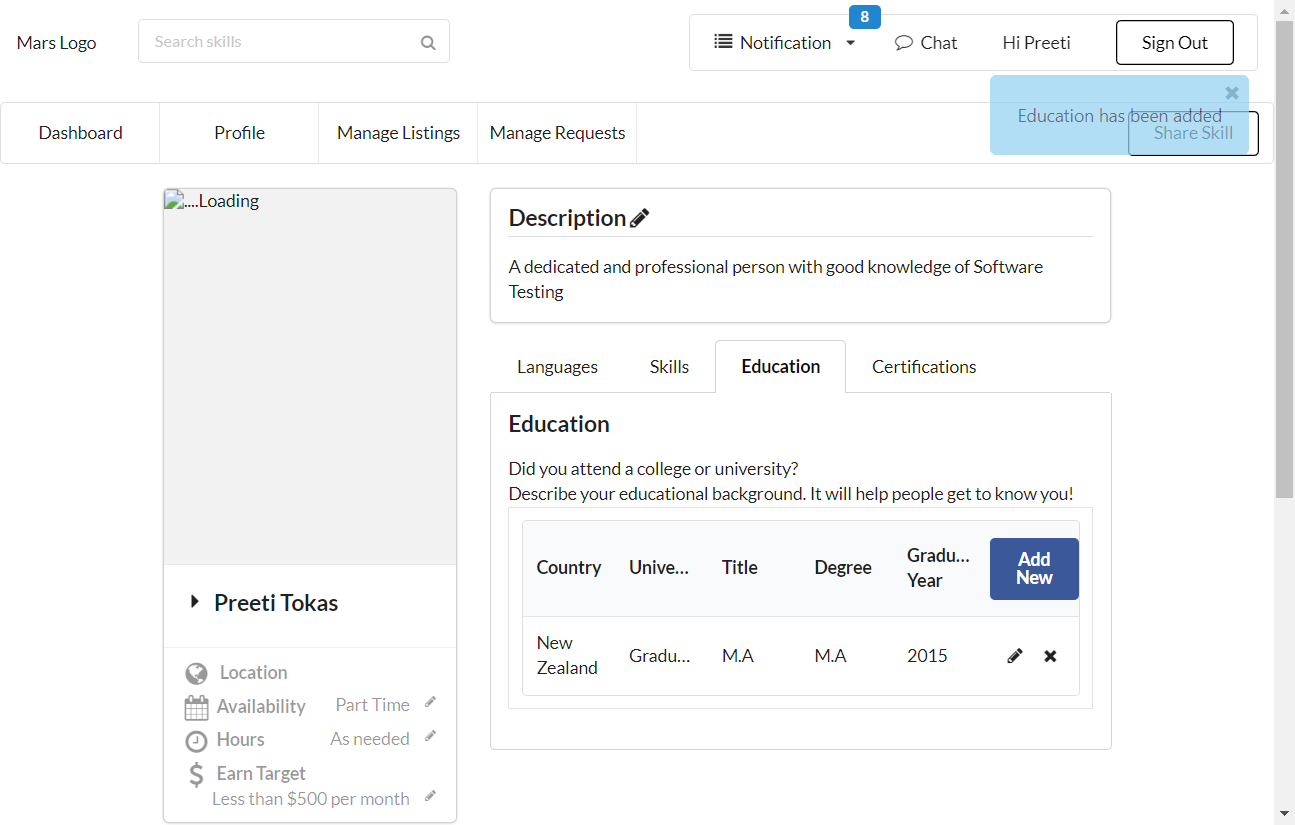 8
Mars Logo
Search skills
Notification
Chat
Hi Preeti
Sign Out
Education has been added
Dashboard
Profile
Manage Listings
Manage Requests
Share Skill
....Loading
Description
A dedicated and professional person with good knowledge of Software
Testing
Languages
Skills
Education
Certifications
Education
Did you attend a college or university?
Describe your educational background. It will help people get to know you!
Country
Unive...
Title
Degree
Gradu...
Year
Add
New
New
Zealand
Gradu...
M.A
M.A
2015
Preeti Tokas
Location
Availability
Part Time
Hours
As needed
Earn Target
Less than $500 per month